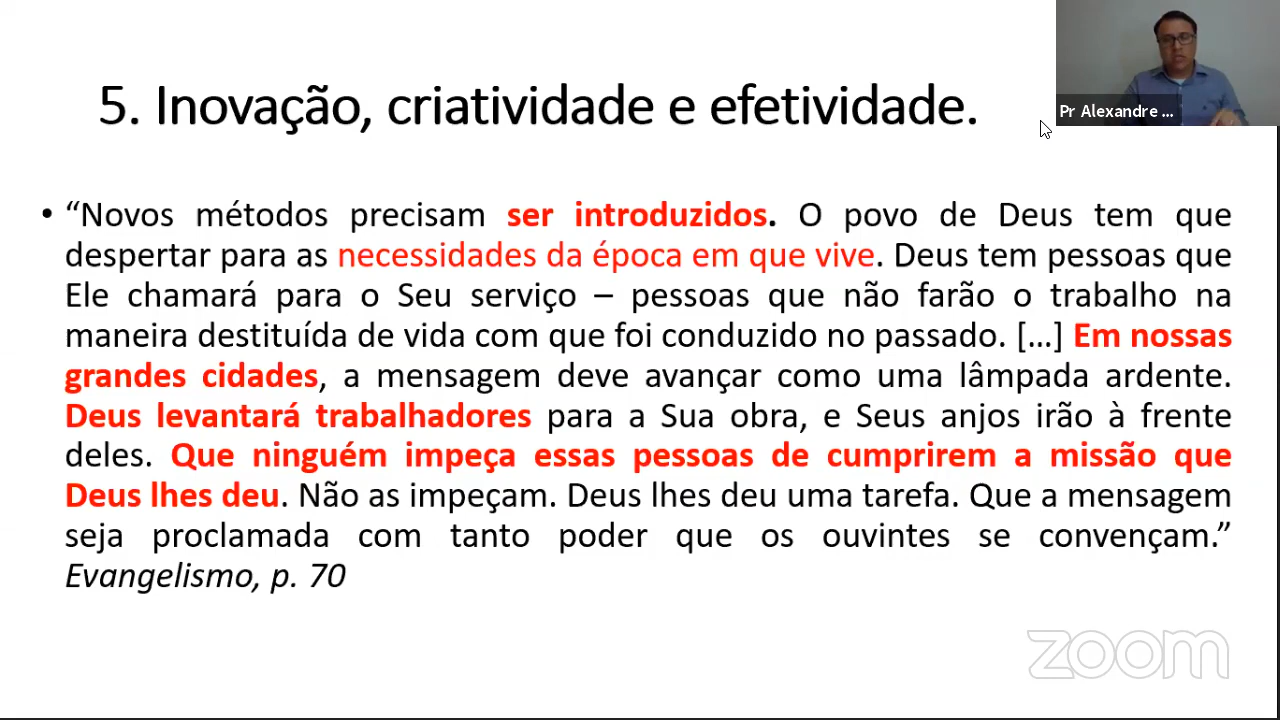 5. Inovação, criatividade e efetividade.
Pr Alexandre ...
• “Novos métodos precisam ser introduzidos. O povo de Deus tem que
despertar para as necessidades da época em que vive. Deus tem pessoas que
Ele chamará para o Seu serviço – pessoas que não farão o trabalho na
maneira destituída de vida com que foi conduzido no passado. [...] Em nossas
grandes cidades, a mensagem deve avançar como uma lâmpada ardente.
Deus levantará trabalhadores para a Sua obra, e Seus anjos irão à frente
deles. Que ninguém impeça essas pessoas de cumprirem a missão que
Deus lhes deu. Não as impeçam. Deus lhes deu uma tarefa. Que a mensagem
seja proclamada com tanto poder que os ouvintes se convençam.”
Evangelismo, p. 70
zoom